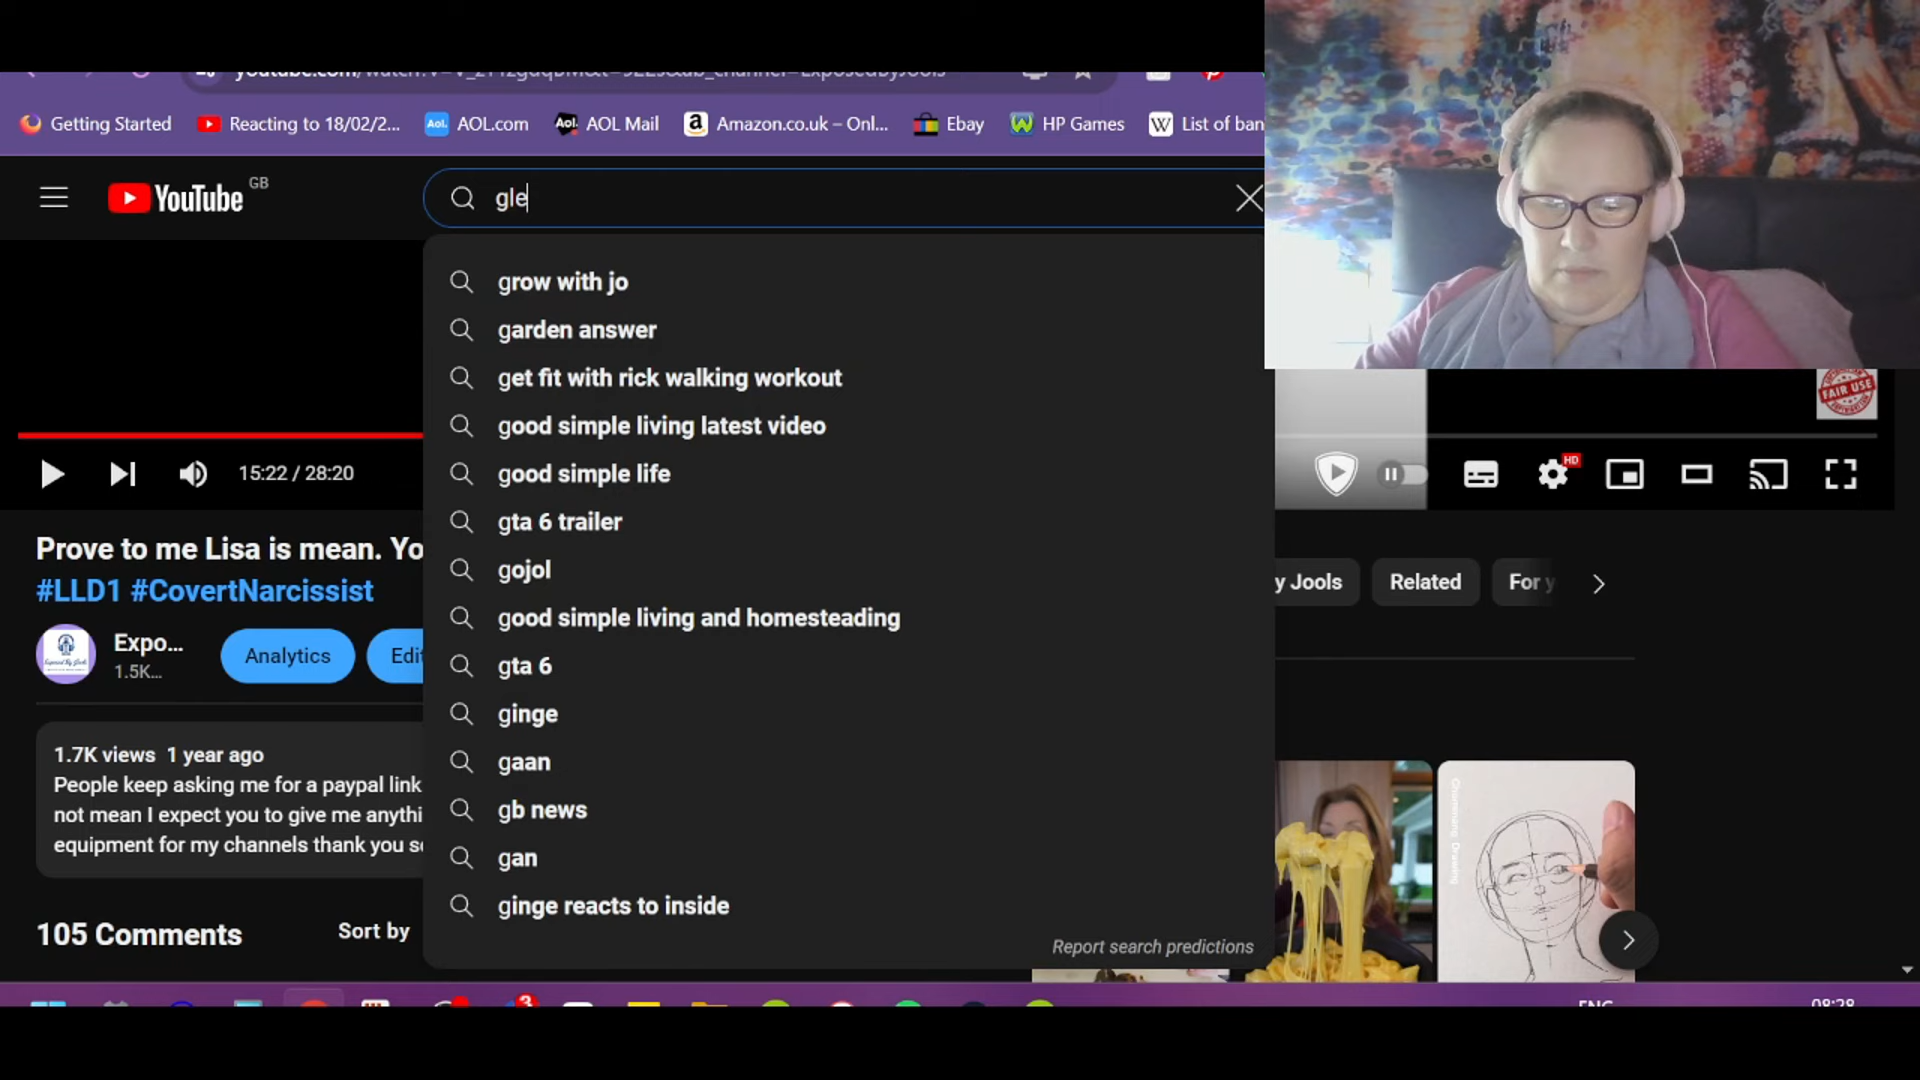 Getting Started
Reacting to 18/02/2...
AOL.com
AOL Mail
Amazon.co.uk – Onl...
Ebay
HP Games
List of ban
YouTube GB
gle
grow with jo
garden answer
get fit with rick walking workout
good simple living latest video
good simple life
gta 6 trailer
gojol
good simple living and homesteading
gta 6
ginge
gaan
gb news
gan
ginge reacts to inside
Report search predictions
FAIR USE
15:22 / 28:20
HD
Prove to me Lisa is mean. Yo
#LLD1 #CovertNarcissist
Expo...
1.5K...
Analytics
Edi
y Jools
Related
For y
1.7K views 1 year ago
People keep asking me for a paypal link
not mean I expect you to give me anythi
equipment for my channels thank you s
105 Comments
Sort by
Charming Drawing
3